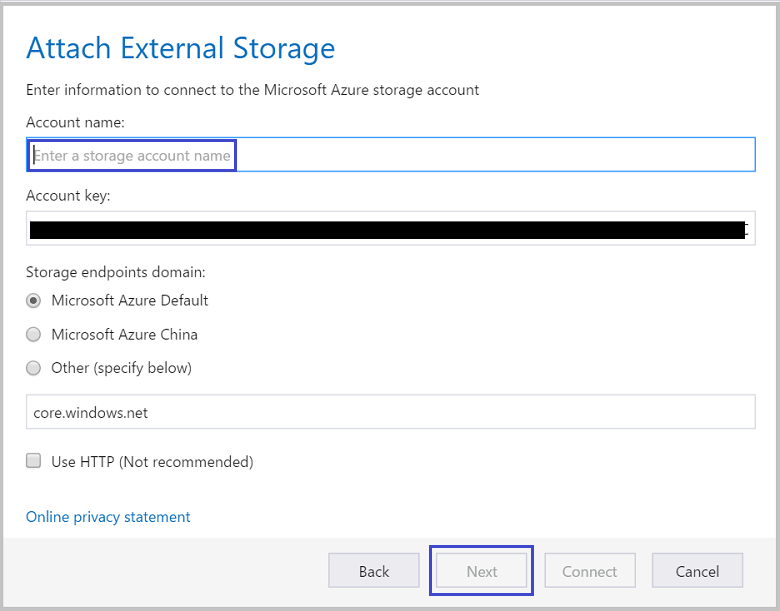 Attach External Storage
Enter information to connect to the Microsoft Azure storage account
Account name:
Enter a storage account name
Account key:
Storage endpoints domain:
Microsoft Azure Default
Microsoft Azure China
Other (specify below)
core.windows.net
Use HTTP (Not recommended)
Online privacy statement
Back
Next
Connect
Cancel